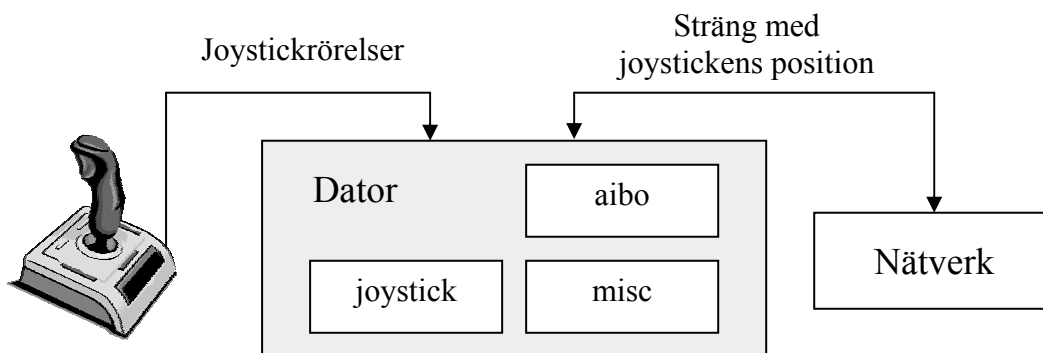 Joystickrörelser
Sträng med
joystickens position
Dator
aibo
joystick
misc
Nätverk